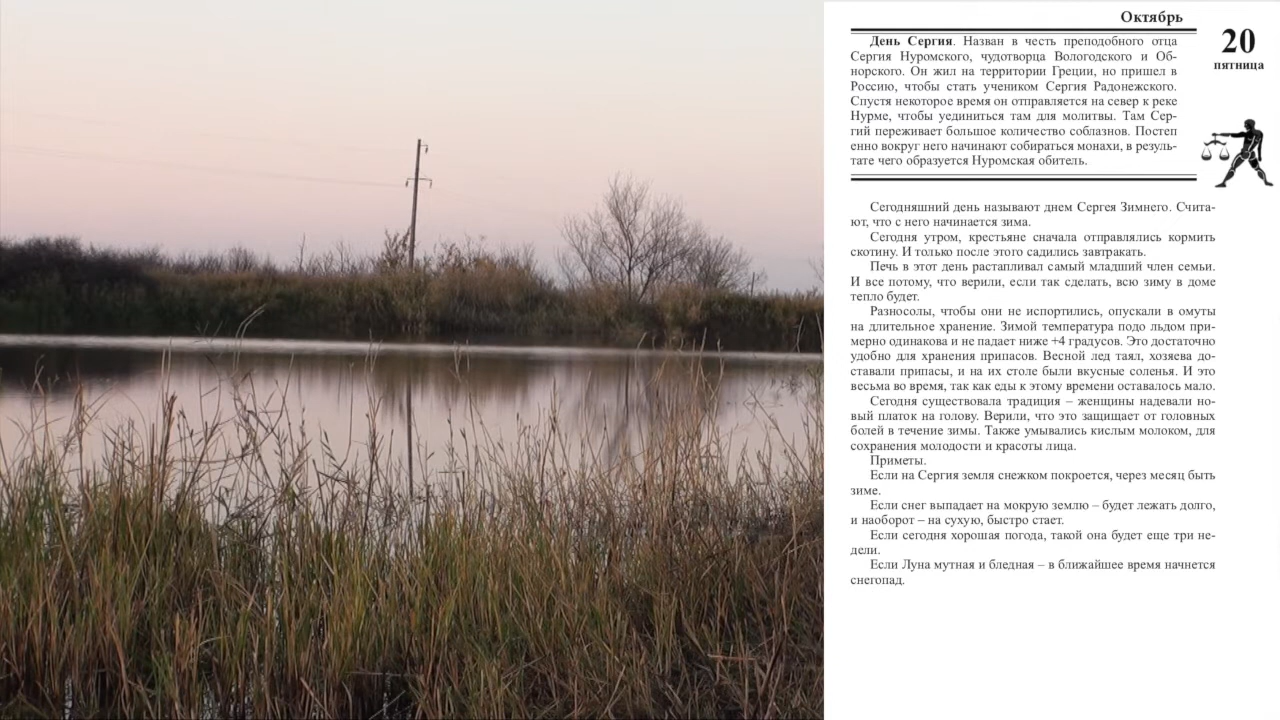 Октябрь
20
пятница
День Сергия. Назван в честь преподобного отца
Сергия Нуромского, чудотворца Вологодского и Об-
норского. Он жил на территории Греции, но пришел в
Россию, чтобы стать учеником Сергия Радонежского.
Спустя некоторое время он отправляется на север к реке
Нурме, чтобы уединиться там для молитвы. Там Сер-
гий переживает большое количество соблазнов. Постеп
енно вокруг него начинают собираться монахи, в резуль-
тате чего образуется Нуромская обитель.
Сегодняшний день называют днем Сергея Зимнего. Счита-
ют, что с него начинается зима.
Сегодня утром, крестьяне сначала отправлялись кормить
скотину. И только после этого садились завтракать.
Печь в этот день растапливал самый младший член семьи.
И все потому, что верили, если так сделать, всю зиму в доме
тепло будет.
Разносолы, чтобы они не испортились, опускали в омуты
на длительное хранение. Зимой температура подо льдом при-
мерно одинакова и не падает ниже +4 градусов. Это достаточно
удобно для хранения припасов. Весной лед таял, хозяева до-
ставали припасы, и на их столе были вкусные соленья. И это
весьма во время, так как еды к этому времени оставалось мало.
Сегодня существовала традиция – женщины надевали но-
вый платок на голову. Верили, что это защищает от головных
болей в течение зимы. Также умывались кислым молоком, для
сохранения молодости и красоты лица.
Приметы.
Если на Сергия земля снежком покроется, через месяц быть
зиме.
Если снег выпадает на мокрую землю – будет лежать долго,
и наоборот – на сухую, быстро стает.
Если сегодня хорошая погода, такой она будет еще три не-
дели.
Если Луна мутная и бледная – в ближайшее время начнется
снегопад.